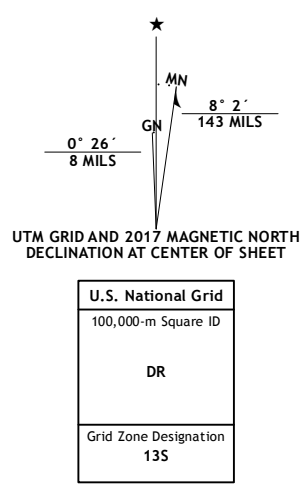 MN
GN
8° 2´
143 MILS
0° 26´
8 MILS
UTM GRID AND 2017 MAGNETIC NORTH
DECLINATION AT CENTER OF SHEET
U.S. National Grid
100,000-m Square ID
DR
Grid Zone Designation
13S